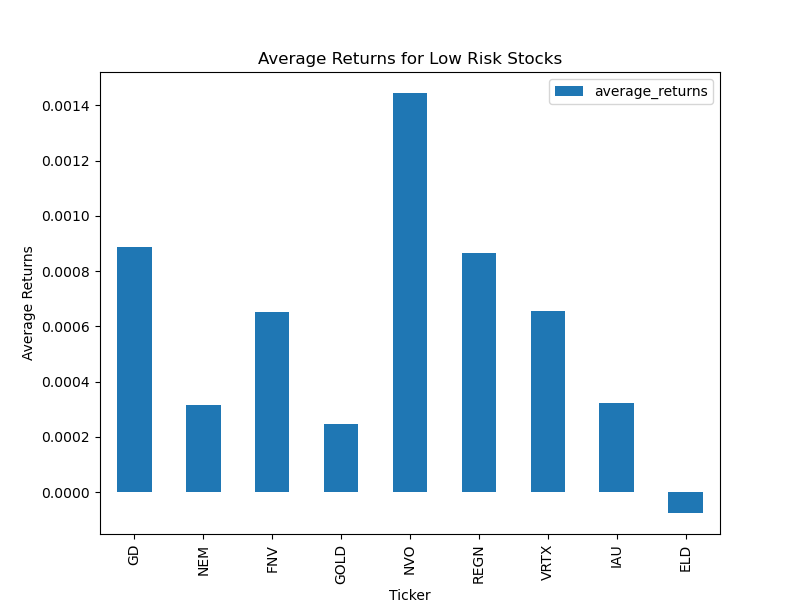 Average Returns for Low Risk Stocks
average_returns
Average Returns
0.0014
0.0012
0.0010
0.0008
0.0006
0.0004
0.0002
0.0000
GD
NEM
FNV
GOLD
NVO
REGN
VRTX
IAU
ELD
Ticker